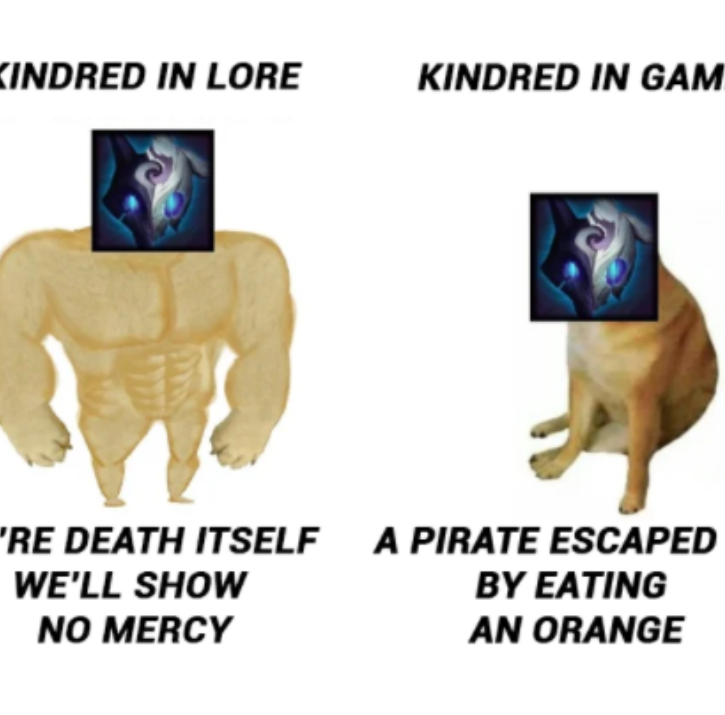 KINDRED IN LORE
'RE DEATH ITSELF
WE'LL SHOW
NO MERCY
KINDRED IN GAM
A PIRATE ESCAPED
BY EATING
AN ORANGE